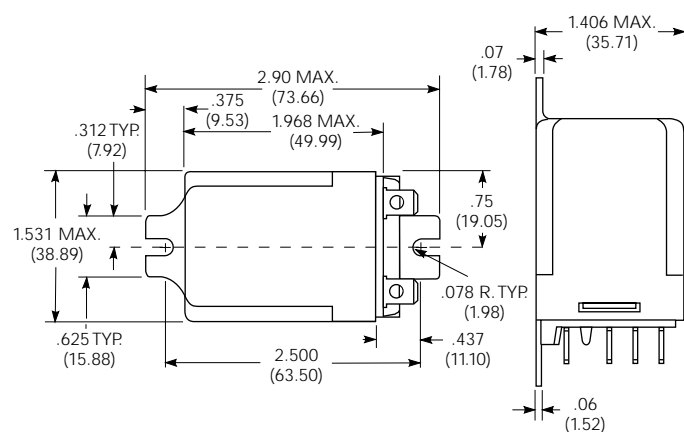 1.406 MAX.
(35.71)
.07
(1.78)
2.90 MAX.
(73.66)
.375
(9.53)
1.968 MAX.
(49.99)
.312 TYP.
(7.92)
.75
(19.05)
1.531 MAX.
(38.89)
.078 R. TYP.
(1.98)
.625 TYP.
(15.88)
2.500
(63.50)
.437
(11.10)
.06
(1.52)